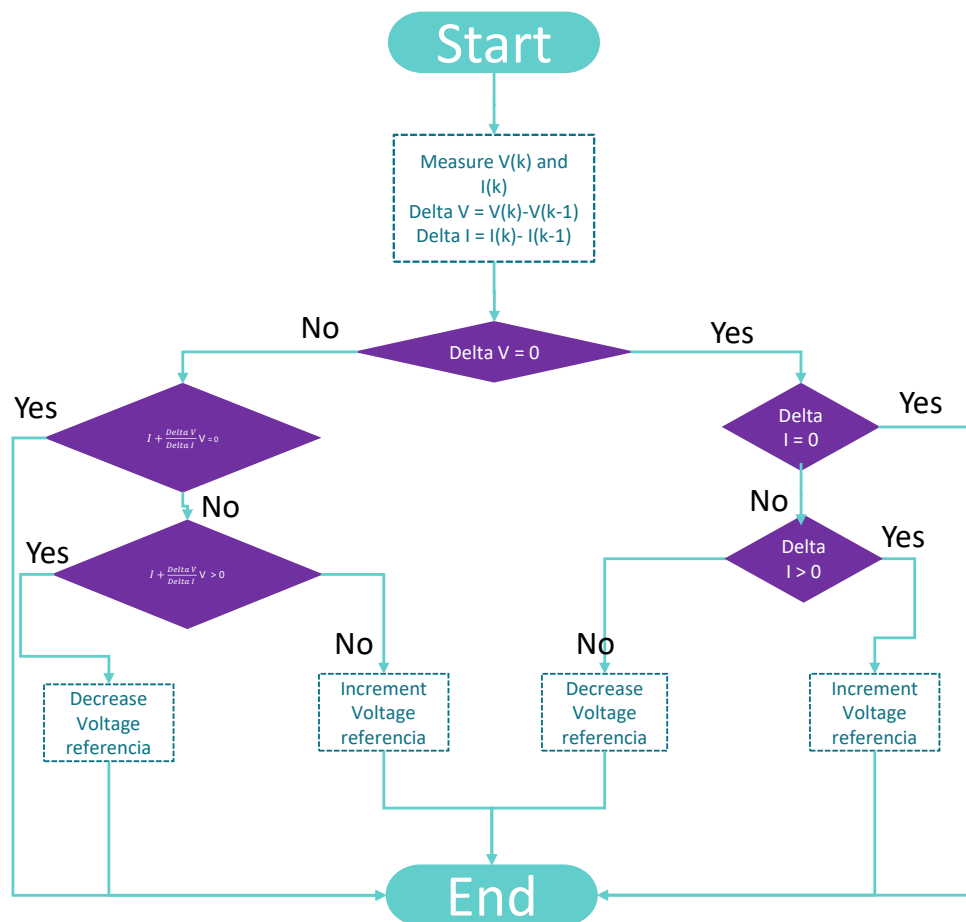 Start
Measure V(k) and
I(k)
Delta V = V(k)-V(k-1)
Delta I = I(k)- I(k-1)
No
Yes
Delta V = 0
Yes
I + Delta V / Delta I V = 0
Delta
I = 0
Yes
No
No
Yes
I + Delta V / Delta I V > 0
Delta
I > 0
Yes
No
No
Decrease
Voltage
referencia
Increment
Voltage
referencia
Decrease
Voltage
referencia
Increment
Voltage
referencia
End